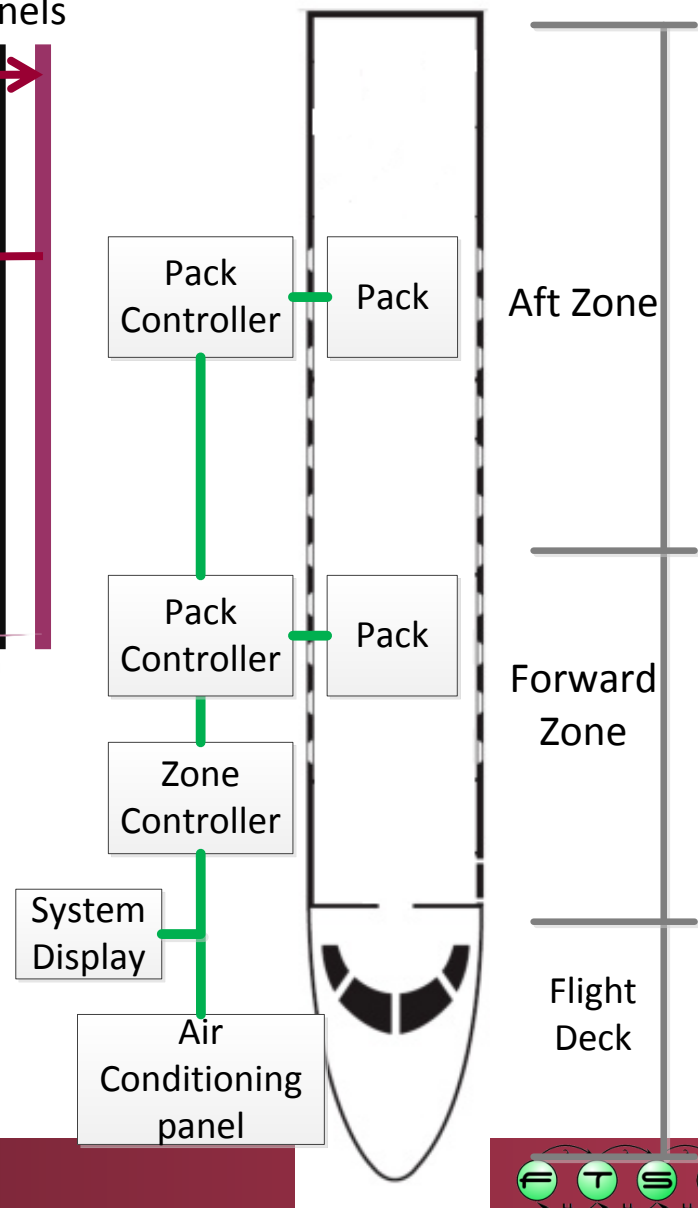 nels
Pack
Controller
Pack
Aft Zone
Pack
Controller
Pack
Forward
Zone
Zone
Controller
System
Display
Flight
Deck
Air
Conditioning
panel
F T S